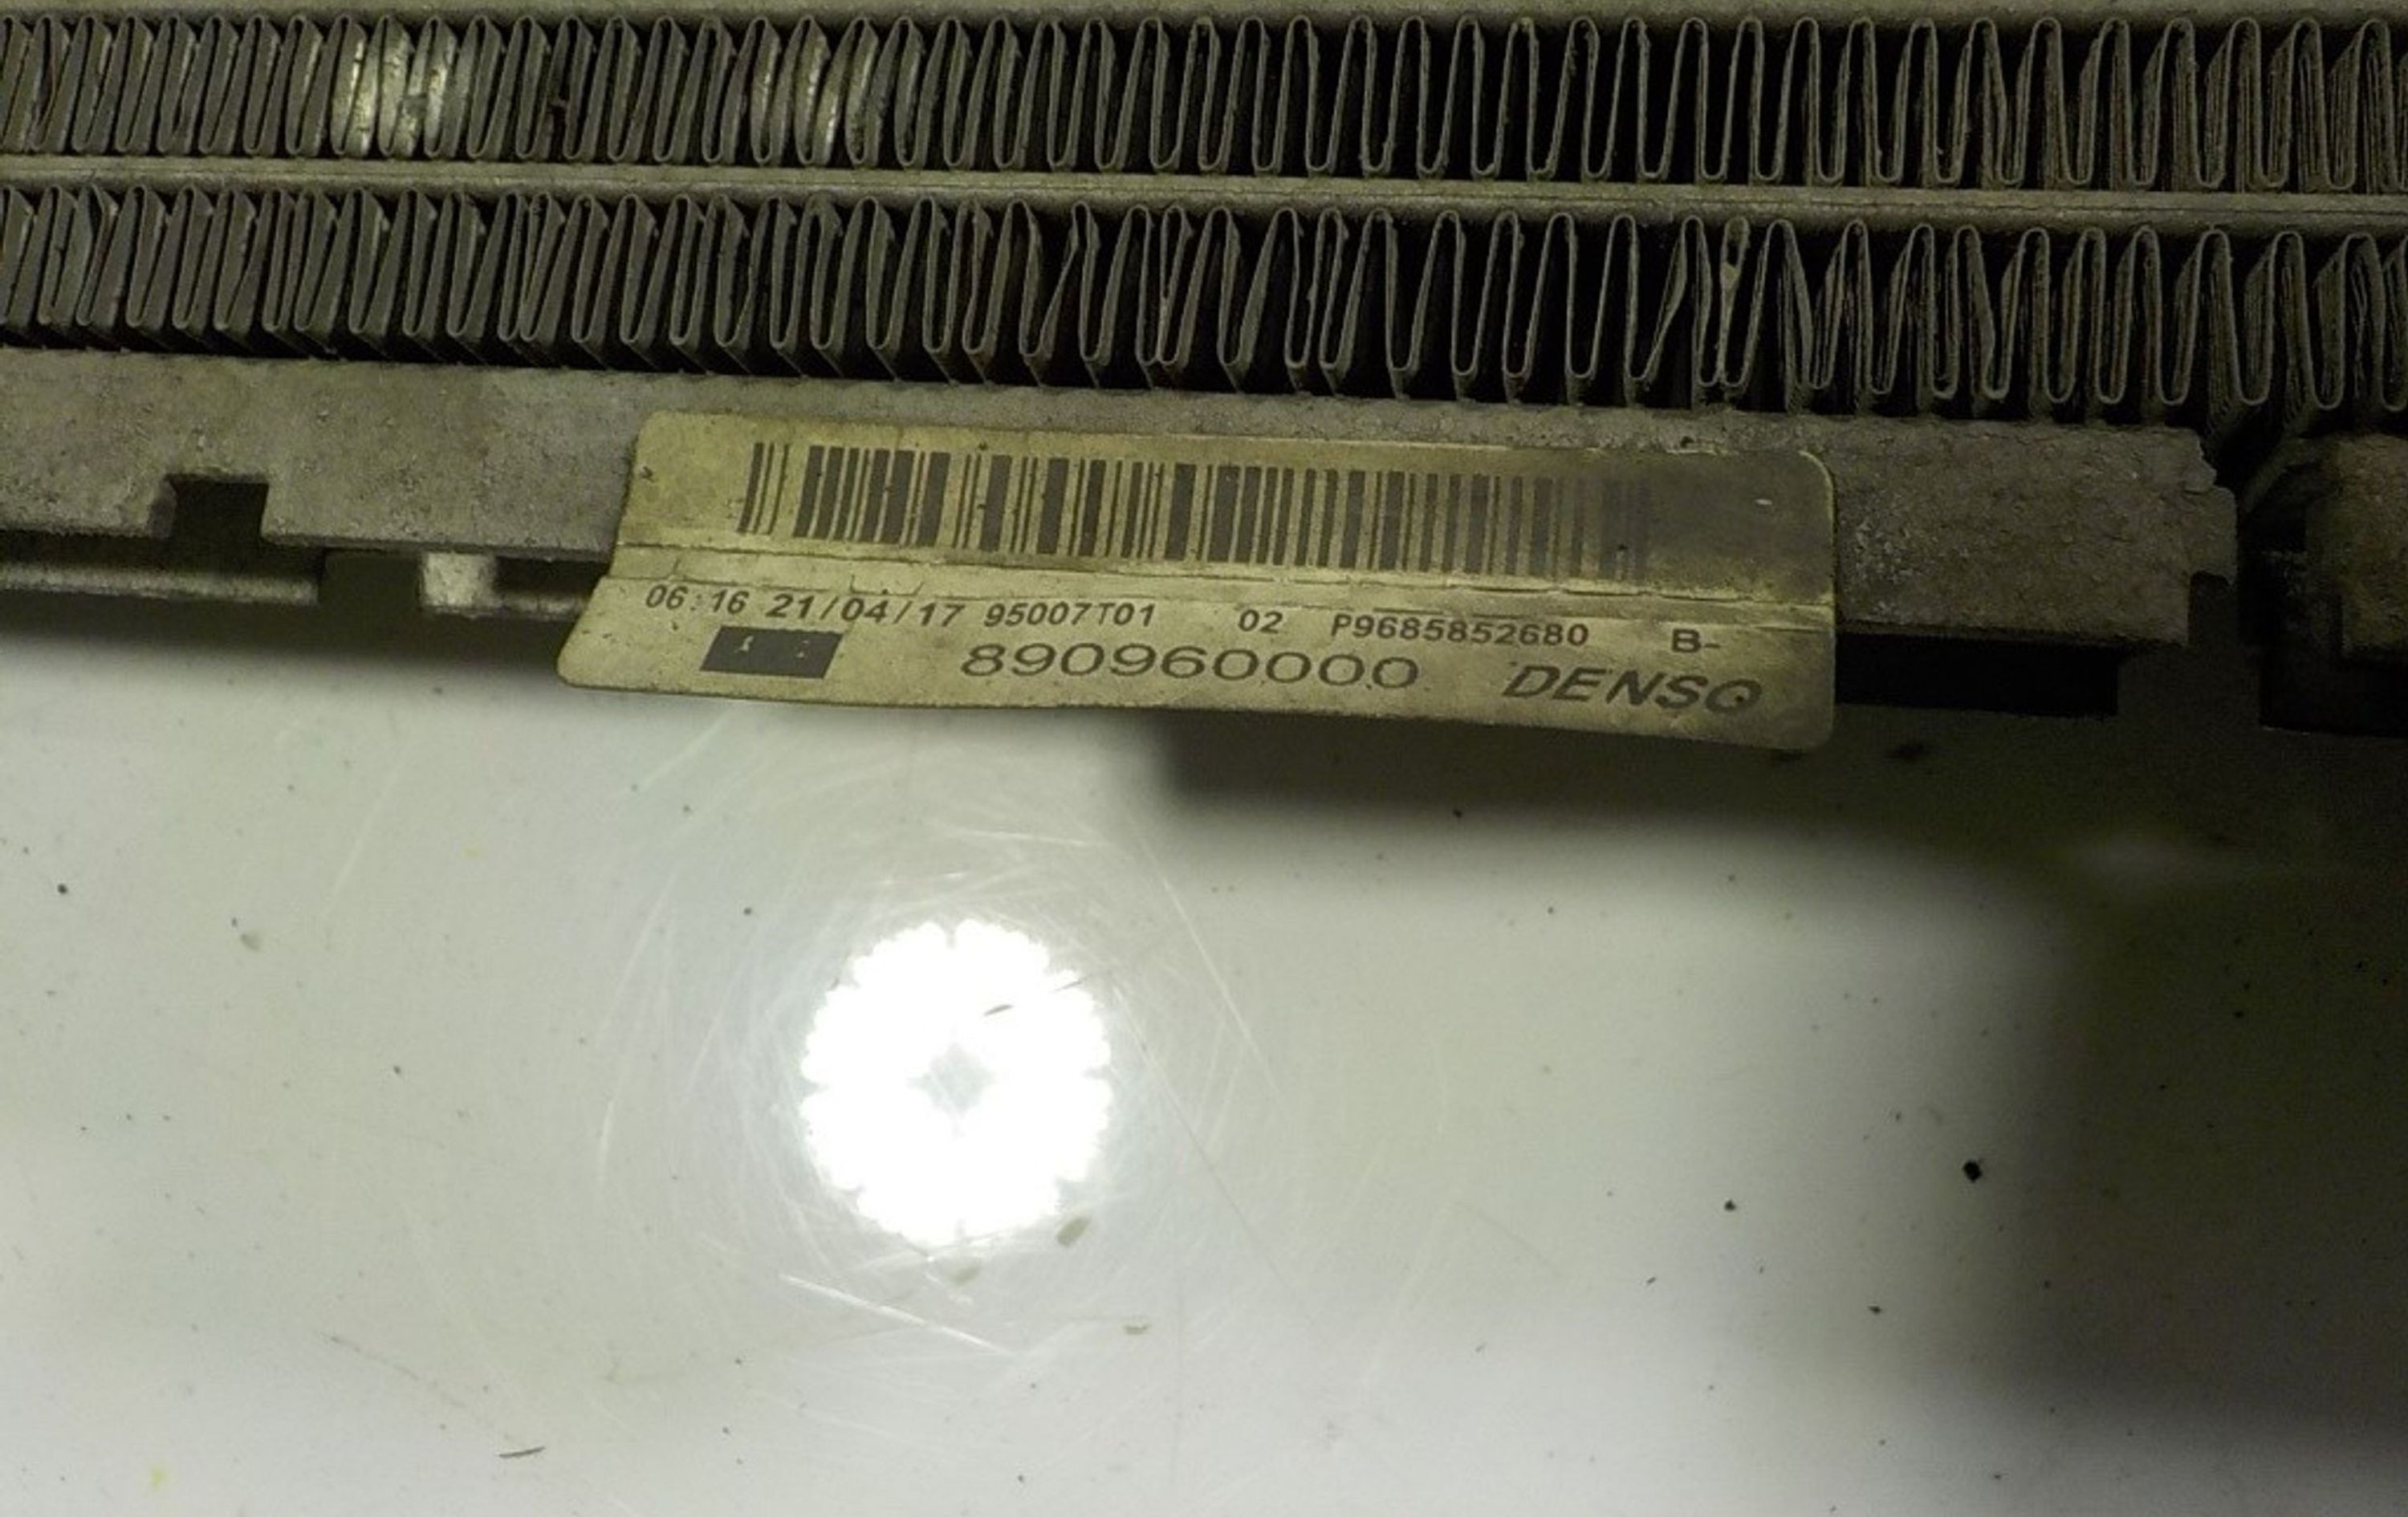 06:16 21/04/17 95007T01 02 P9685852680 B-
890960000 DENSO